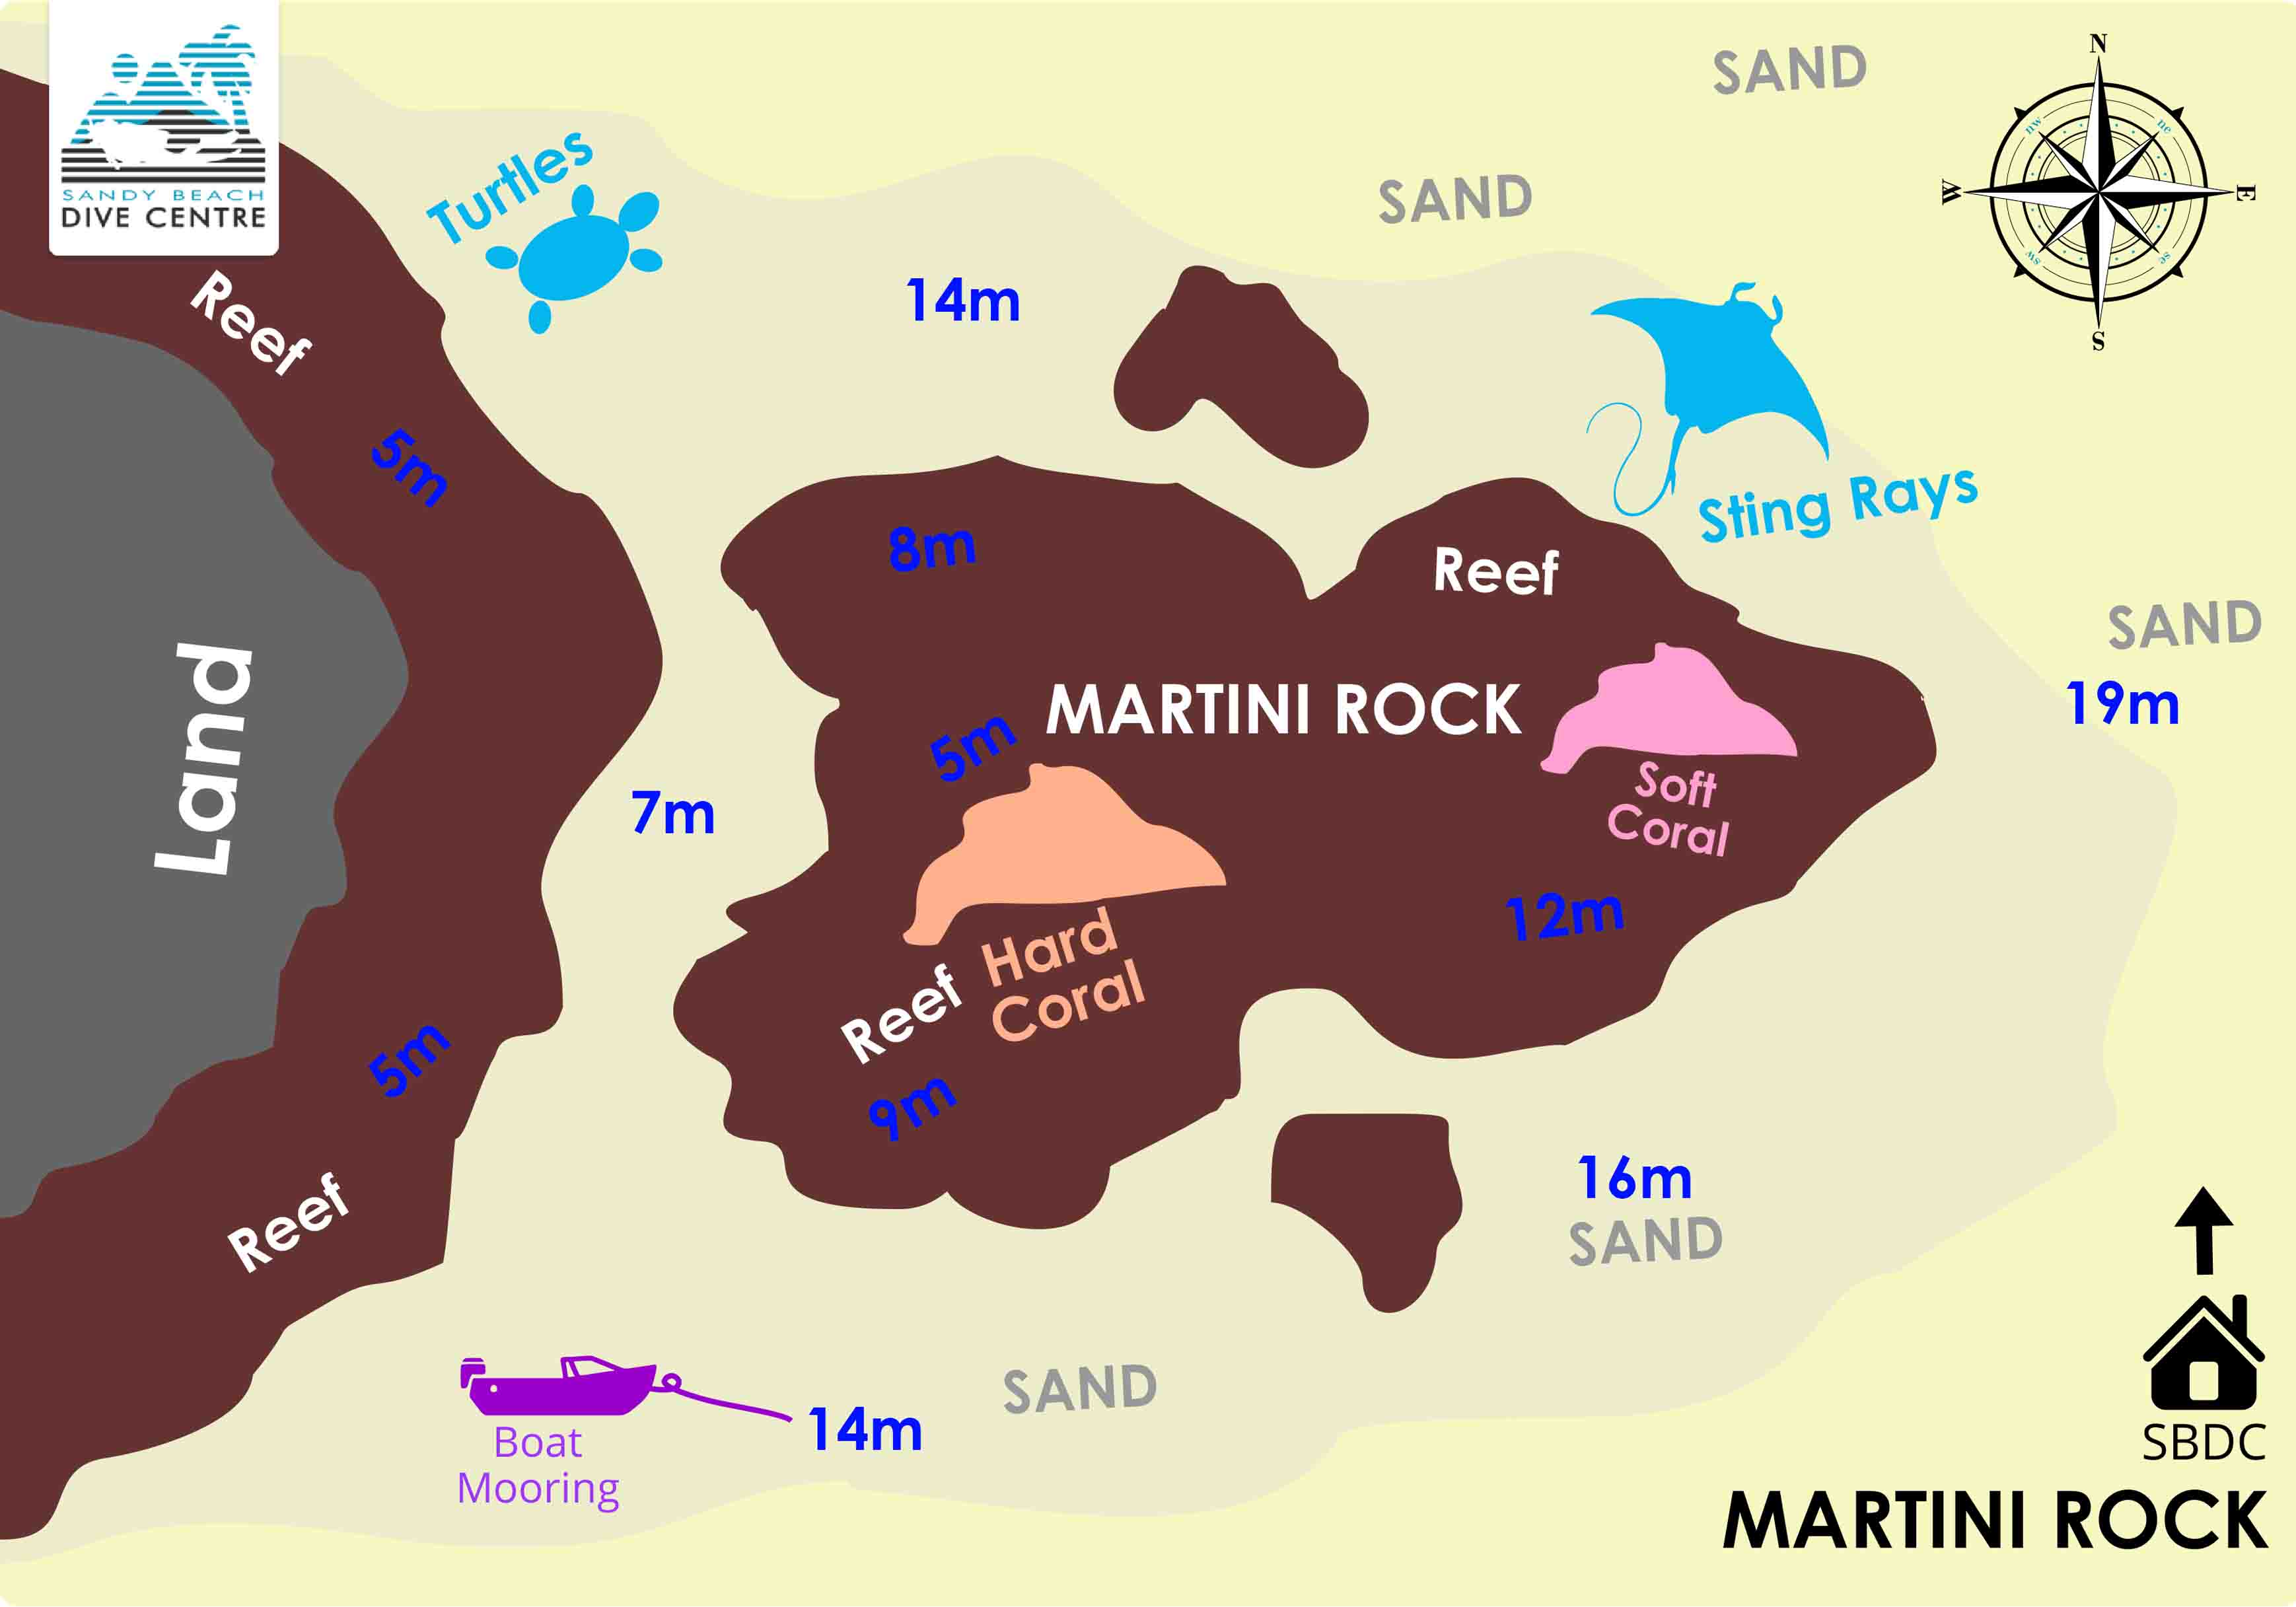 SANDY BEACH
DIVE CENTRE
N
nw
ne
W
E
sw
se
S
SAND
SAND
Turtles
14m
Reef
5m
Sting Rays
8m
Reef
SAND
19m
Land
MARTINI ROCK
5m
7m
Soft
Coral
12m
Hard
Coral
Reef
5m
9m
16m
SAND
Reef
SAND
14m
Boat
Mooring
SBDC
MARTINI ROCK